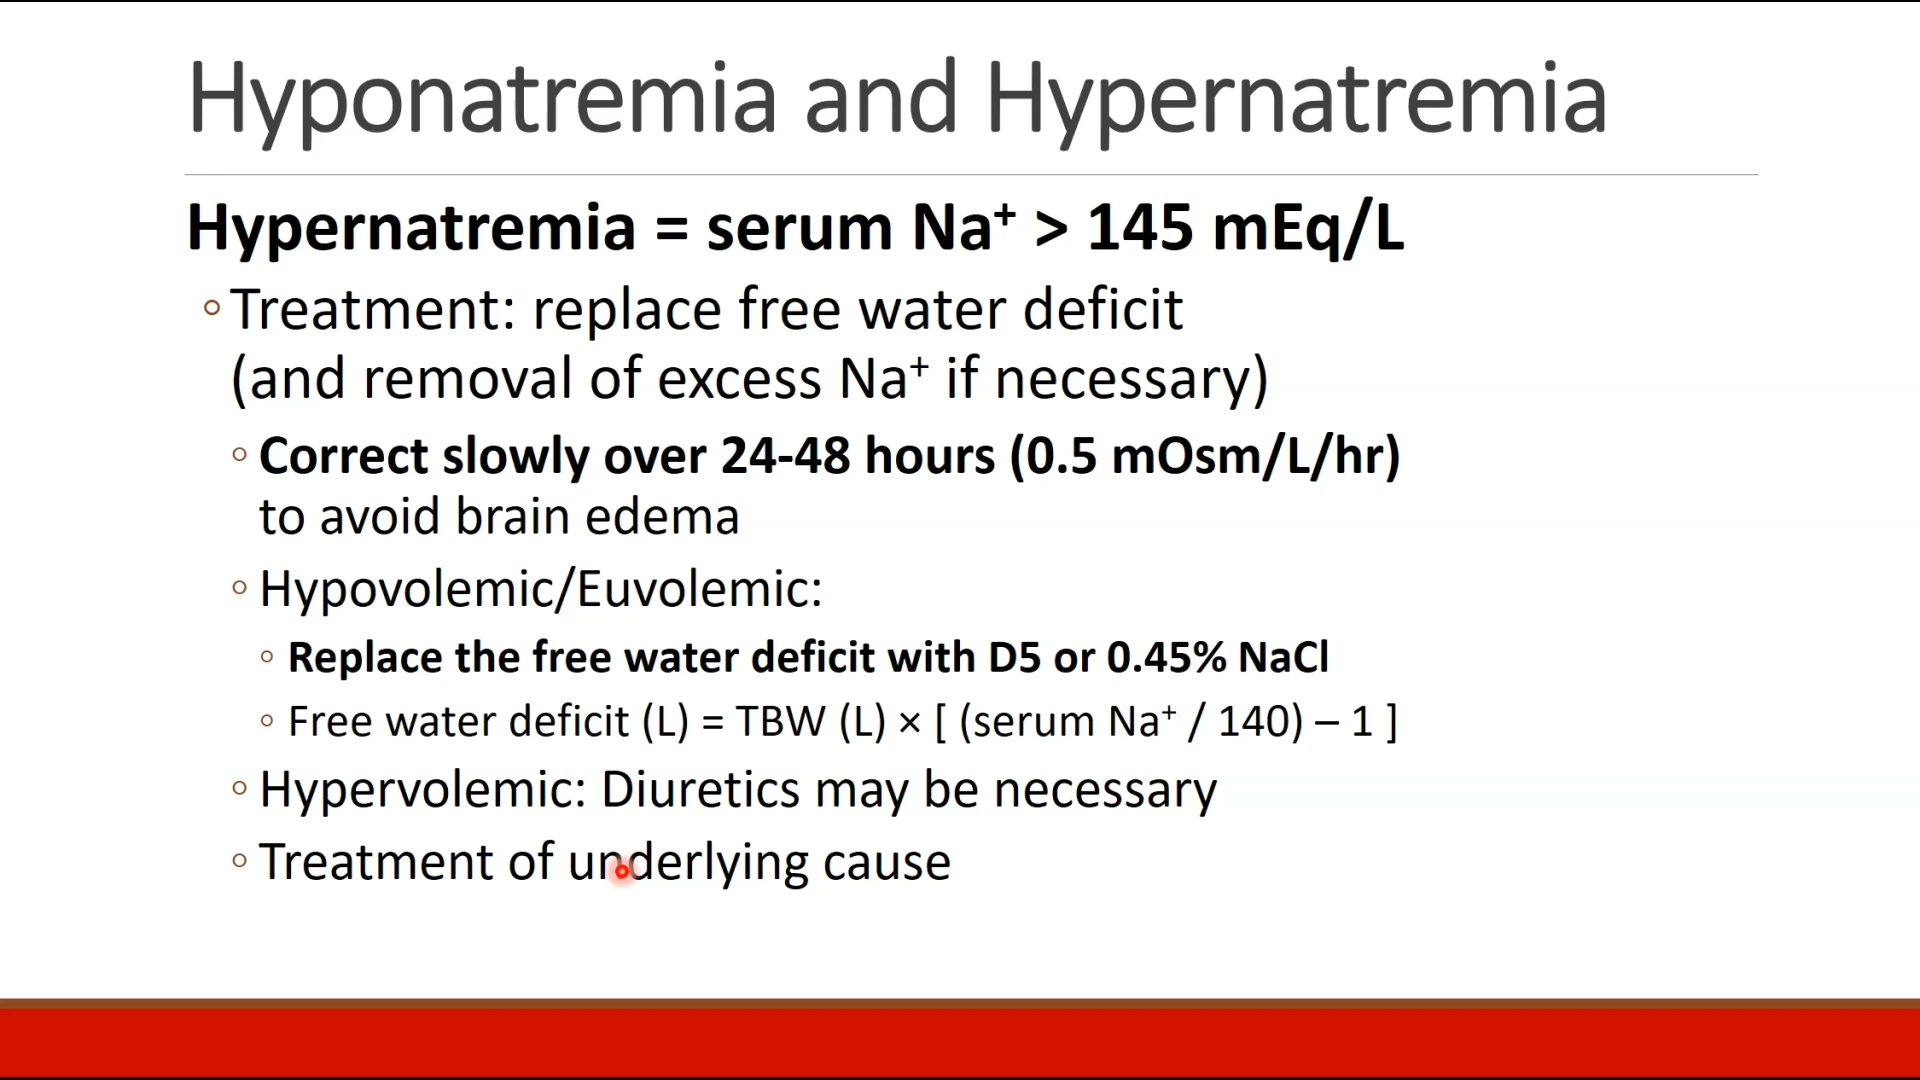 Hyponatremia and Hypernatremia
Hypernatremia = serum Na⁺ > 145 mEq/L
◦ Treatment: replace free water deficit
(and removal of excess Na⁺ if necessary)
◦ Correct slowly over 24-48 hours (0.5 mOsm/L/hr)
to avoid brain edema
◦ Hypovolemic/Euvolemic:
◦ Replace the free water deficit with D5 or 0.45% NaCl
◦ Free water deficit (L) = TBW (L) × [ (serum Na⁺ / 140) – 1 ]
◦ Hypervolemic: Diuretics may be necessary
◦ Treatment of underlying cause